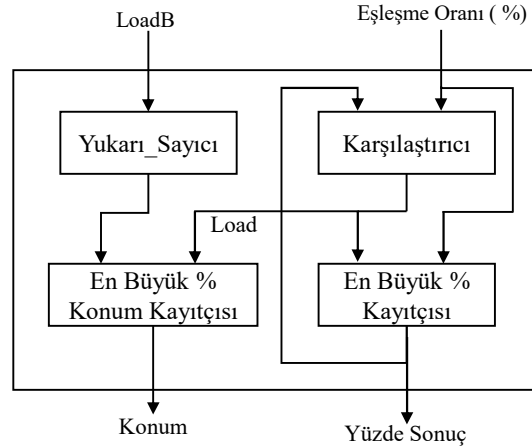 LoadB
Eşleşme Oranı ( %)
Yukarı_Sayıcı
Karşılaştırıcı
Load
En Büyük %
Konum Kayıtçısı
En Büyük %
Kayıtçısı
Konum
Yüzde Sonuç